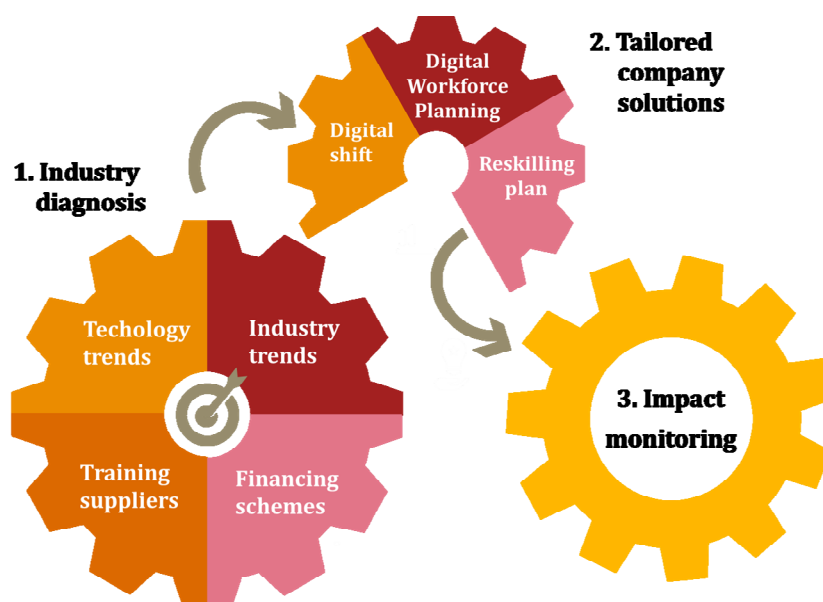 1. Industry
diagnosis
Techology
trends
Industry
trends
Training
suppliers
Financing
schemes
2. Tailored
company
solutions
Digital
shift
Digital
Workforce
Planning
Reskilling
plan
3. Impact
monitoring